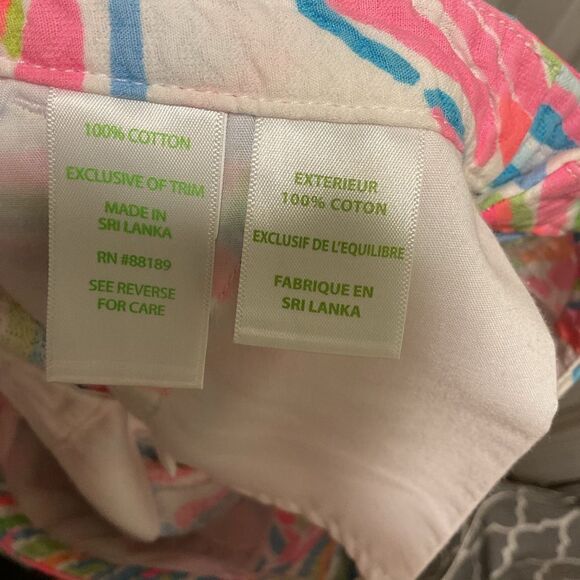 100% COTTON
EXCLUSIVE OF TRIM
MADE IN
SRI LANKA
RN #88189
SEE REVERSE
FOR CARE
EXTERIEUR
100% COTON
EXCLUSIF DE L'EQUILIBRE
FABRIQUE EN
SRI LANKA